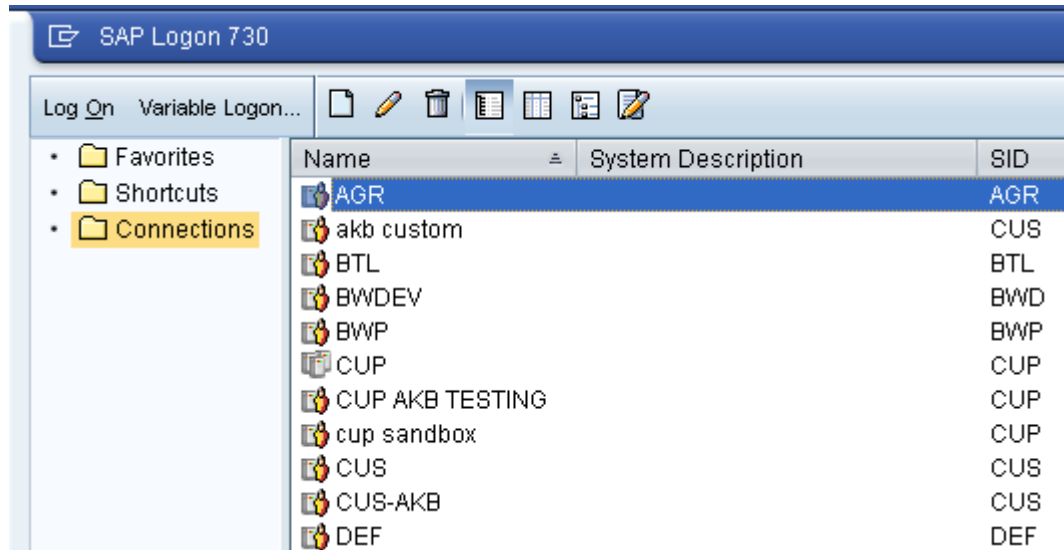 SAP Logon 730
Log On Variable Logon...
Favorites
Shortcuts
Connections
Name System Description SID
AGR AGR
akb custom CUS
BTL BTL
BWDEV BWD
BWP BWP
CUP CUP
CUP AKB TESTING CUP
cup sandbox CUP
CUS CUS
CUS-AKB CUS
DEF DEF